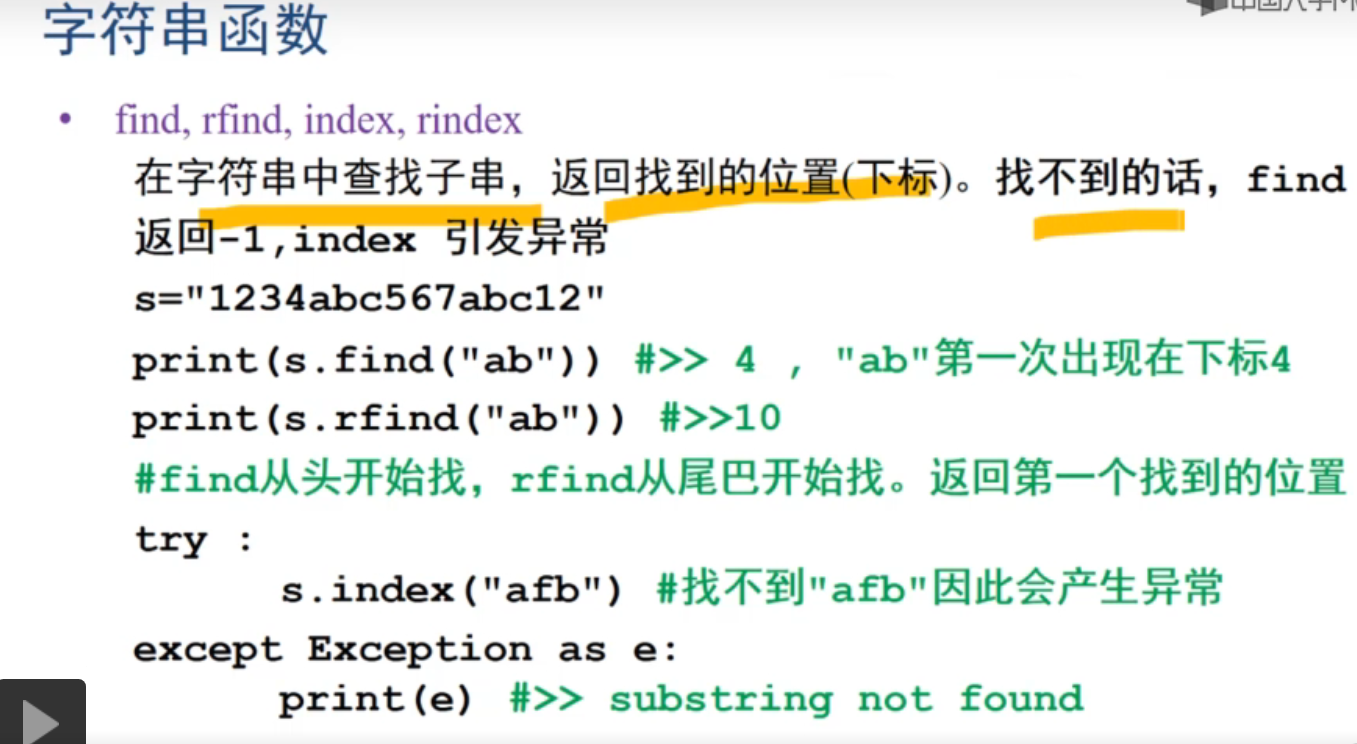 字符串函数
• find, rfind, index, rindex
在字符串中查找子串，返回找到的位置(下标)。找不到的话，find
返回-1,index 引发异常
s="1234abc567abc12"
print(s.find("ab")) #>> 4 , "ab"第一次出现在下标4
print(s.rfind("ab")) #>>10
#find从头开始找，rfind从尾巴开始找。返回第一个找到的位置
try :
s.index("afb") #找不到"afb"因此会产生异常
except Exception as e:
print(e) #>> substring not found